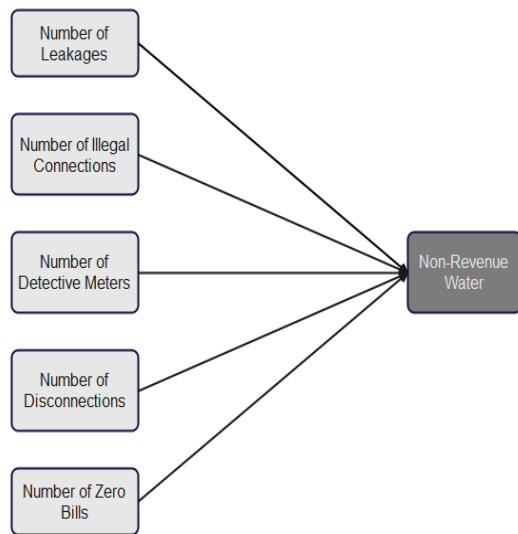 Number of
Leakages
Number of Illegal
Connections
Number of
Detective Meters
Non-Revenue
Water
Number of
Disconnections
Number of Zero
Bills